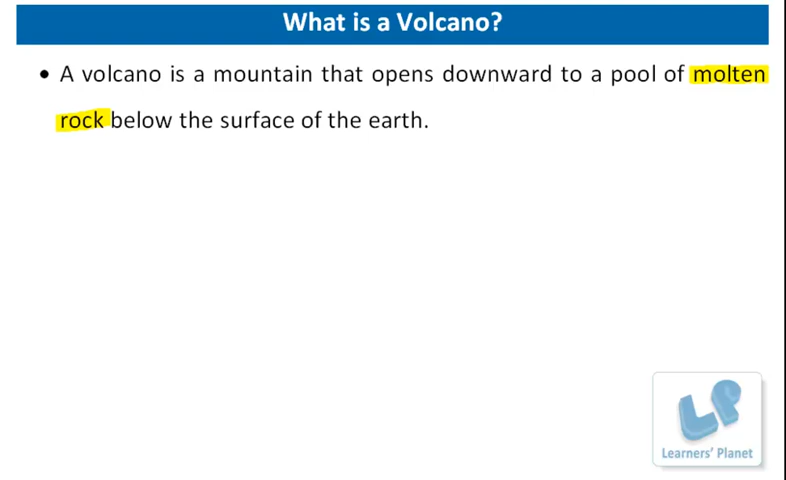 What is a Volcano?
• A volcano is a mountain that opens downward to a pool of molten
rock below the surface of the earth.
LP
Learners' Planet